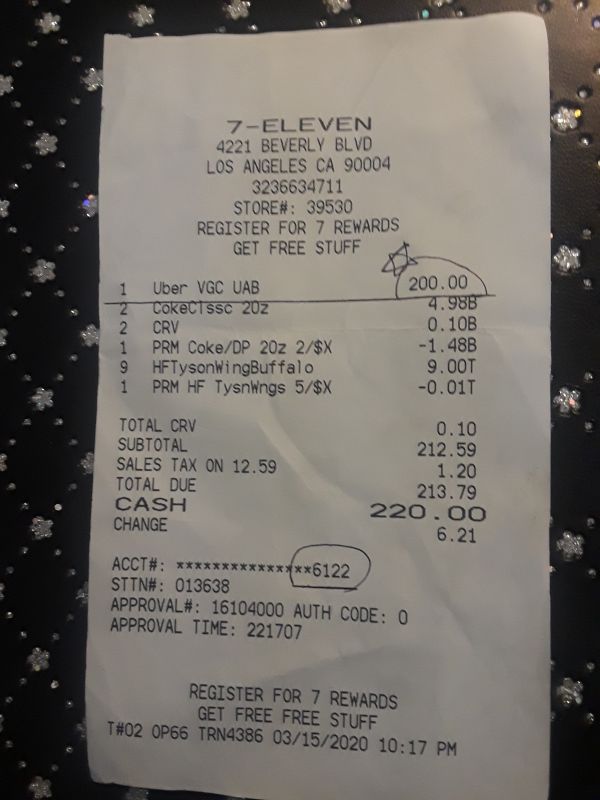 7-ELEVEN
4221 BEVERLY BLVD
LOS ANGELES CA 90004
3236634711
STORE#: 39530
REGISTER FOR 7 REWARDS
GET FREE STUFF
1 Uber VGC UAB 200.00
2 CokeClssc 20z 4.98B
2 CRV 0.10B
1 PRM Coke/DP 20z 2/$X -1.48B
9 HFTysonWingBuffalo 9.00T
1 PRM HF TysnWngs 5/$X -0.01T
TOTAL CRV 0.10
SUBTOTAL 212.59
SALES TAX ON 12.59 1.20
TOTAL DUE 213.79
CASH 220.00
CHANGE 6.21
ACCT#: ***************6122
STTN#: 013638
APPROVAL#: 16104000 AUTH CODE: 0
APPROVAL TIME: 221707
REGISTER FOR 7 REWARDS
GET FREE FREE STUFF
T#02 OP66 TRN4386 03/15/2020 10:17 PM